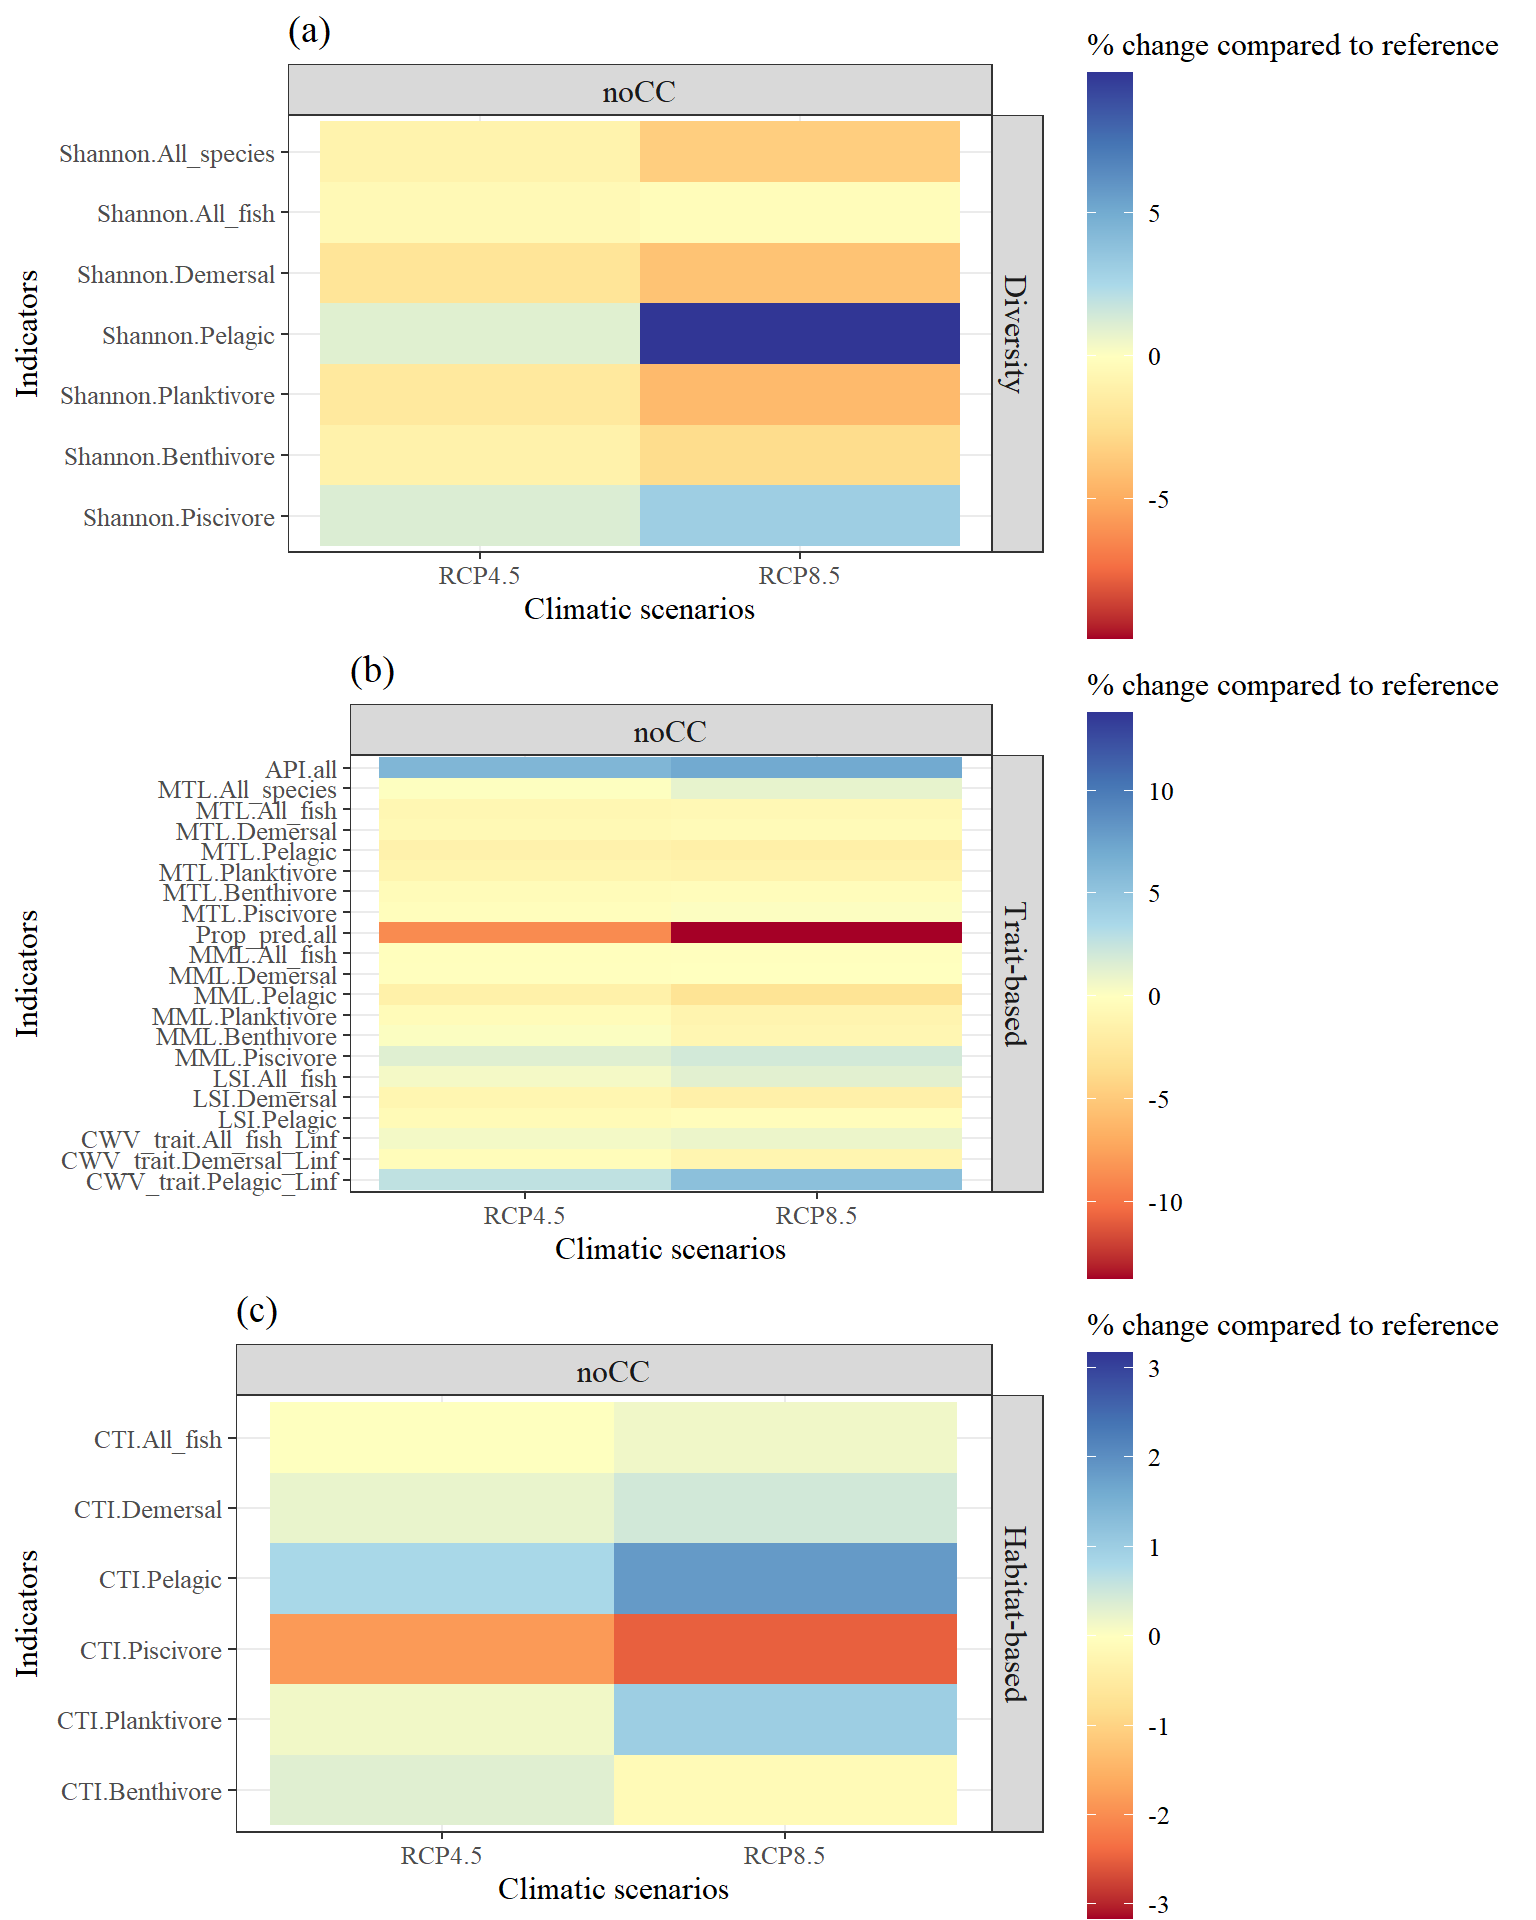 (a)
% change compared to reference
noCC
Shannon.All_species
Shannon.All_fish
Shannon.Demersal
Shannon.Pelagic
Shannon.Planktivore
Shannon.Benthivore
Shannon.Piscivore
Indicators
Diversity
5
0
-5
RCP4.5
RCP8.5
Climatic scenarios
(b)
% change compared to reference
noCC
API.all
MTL.All_species
MTL.All_fish
MTL.Demersal
MTL.Pelagic
MTL.Planktivore
MTL.Benthivore
MTL.Piscivore
Prop_pred.all
MML.All_fish
MML.Demersal
MML.Pelagic
MML.Planktivore
MML.Benthivore
MML.Piscivore
LSI.All_fish
LSI.Demersal
LSI.Pelagic
CWV_trait.All_fish_Linf
CWV_trait.Demersal_Linf
CWV_trait.Pelagic_Linf
Indicators
Trait-based
10
5
0
-5
-10
RCP4.5
RCP8.5
Climatic scenarios
(c)
% change compared to reference
noCC
CTI.All_fish
CTI.Demersal
CTI.Pelagic
CTI.Piscivore
CTI.Planktivore
CTI.Benthivore
Indicators
Habitat-based
3
2
1
0
-1
-2
-3
RCP4.5
RCP8.5
Climatic scenarios